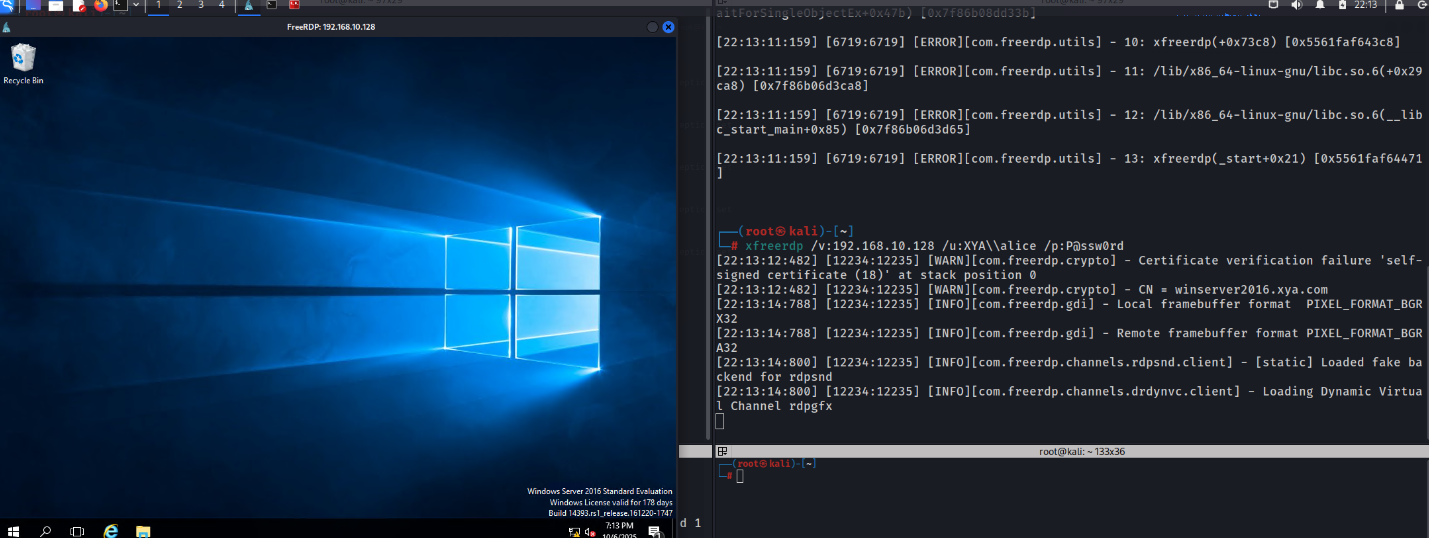 1 2 3 4
22:13
FreeRDP: 192.168.10.128
Recycle Bin
Windows Server 2016 Standard Evaluation
Windows License valid for 178 days
Build 14393.rs1_release.161220-1747
7:13 PM
10/6/2025
d 1
aitForSingleObjectEx+0x47b) [0x7f86b08dd33b]
[22:13:11:159] [6719:6719] [ERROR][com.freerdp.utils] - 10: xfreerdp(+0x73c8) [0x5561faf643c8]
[22:13:11:159] [6719:6719] [ERROR][com.freerdp.utils] - 11: /lib/x86_64-linux-gnu/libc.so.6(+0x29
ca8) [0x7f86b06d3ca8]
[22:13:11:159] [6719:6719] [ERROR][com.freerdp.utils] - 12: /lib/x86_64-linux-gnu/libc.so.6(__lib
c_start_main+0x85) [0x7f86b06d3d65]
[22:13:11:159] [6719:6719] [ERROR][com.freerdp.utils] - 13: xfreerdp(_start+0x21) [0x5561faf64471
]
┌──(root㉿kali)-[~]
└─# xfreerdp /v:192.168.10.128 /u:XYA\\alice /p:P@ssw0rd
[22:13:12:482] [12234:12235] [WARN][com.freerdp.crypto] - Certificate verification failure 'self-
signed certificate (18)' at stack position 0
[22:13:12:482] [12234:12235] [WARN][com.freerdp.crypto] - CN = winserver2016.xya.com
[22:13:14:788] [12234:12235] [INFO][com.freerdp.gdi] - Local framebuffer format  PIXEL_FORMAT_BGR
X32
[22:13:14:788] [12234:12235] [INFO][com.freerdp.gdi] - Remote framebuffer format PIXEL_FORMAT_BGR
A32
[22:13:14:800] [12234:12235] [INFO][com.freerdp.channels.rdpsnd.client] - [static] Loaded fake ba
ckend for rdpsnd
[22:13:14:800] [12234:12235] [INFO][com.freerdp.channels.drdynvc.client] - Loading Dynamic Virtua
l Channel rdpgfx
root@kali: ~ 133x36
┌──(root㉿kali)-[~]
└─#